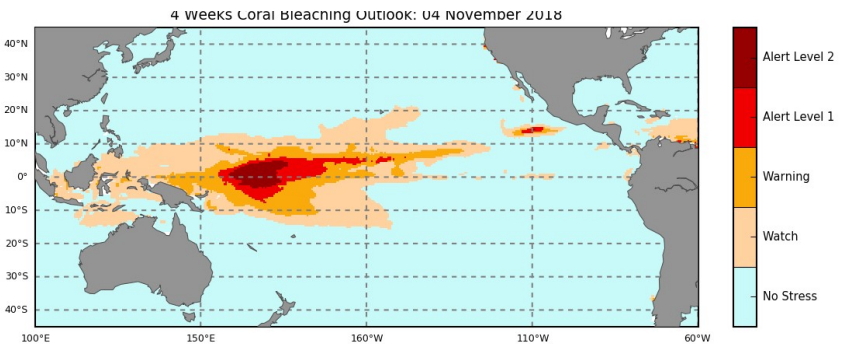 4 Weeks Coral Bleaching Outlook: 04 November 2018
40°N
30°N
20°N
10°N
0°
10°S
20°S
30°S
40°S
100°E
150°E
160°W
110°W
60°W
Alert Level 2
Alert Level 1
Warning
Watch
No Stress